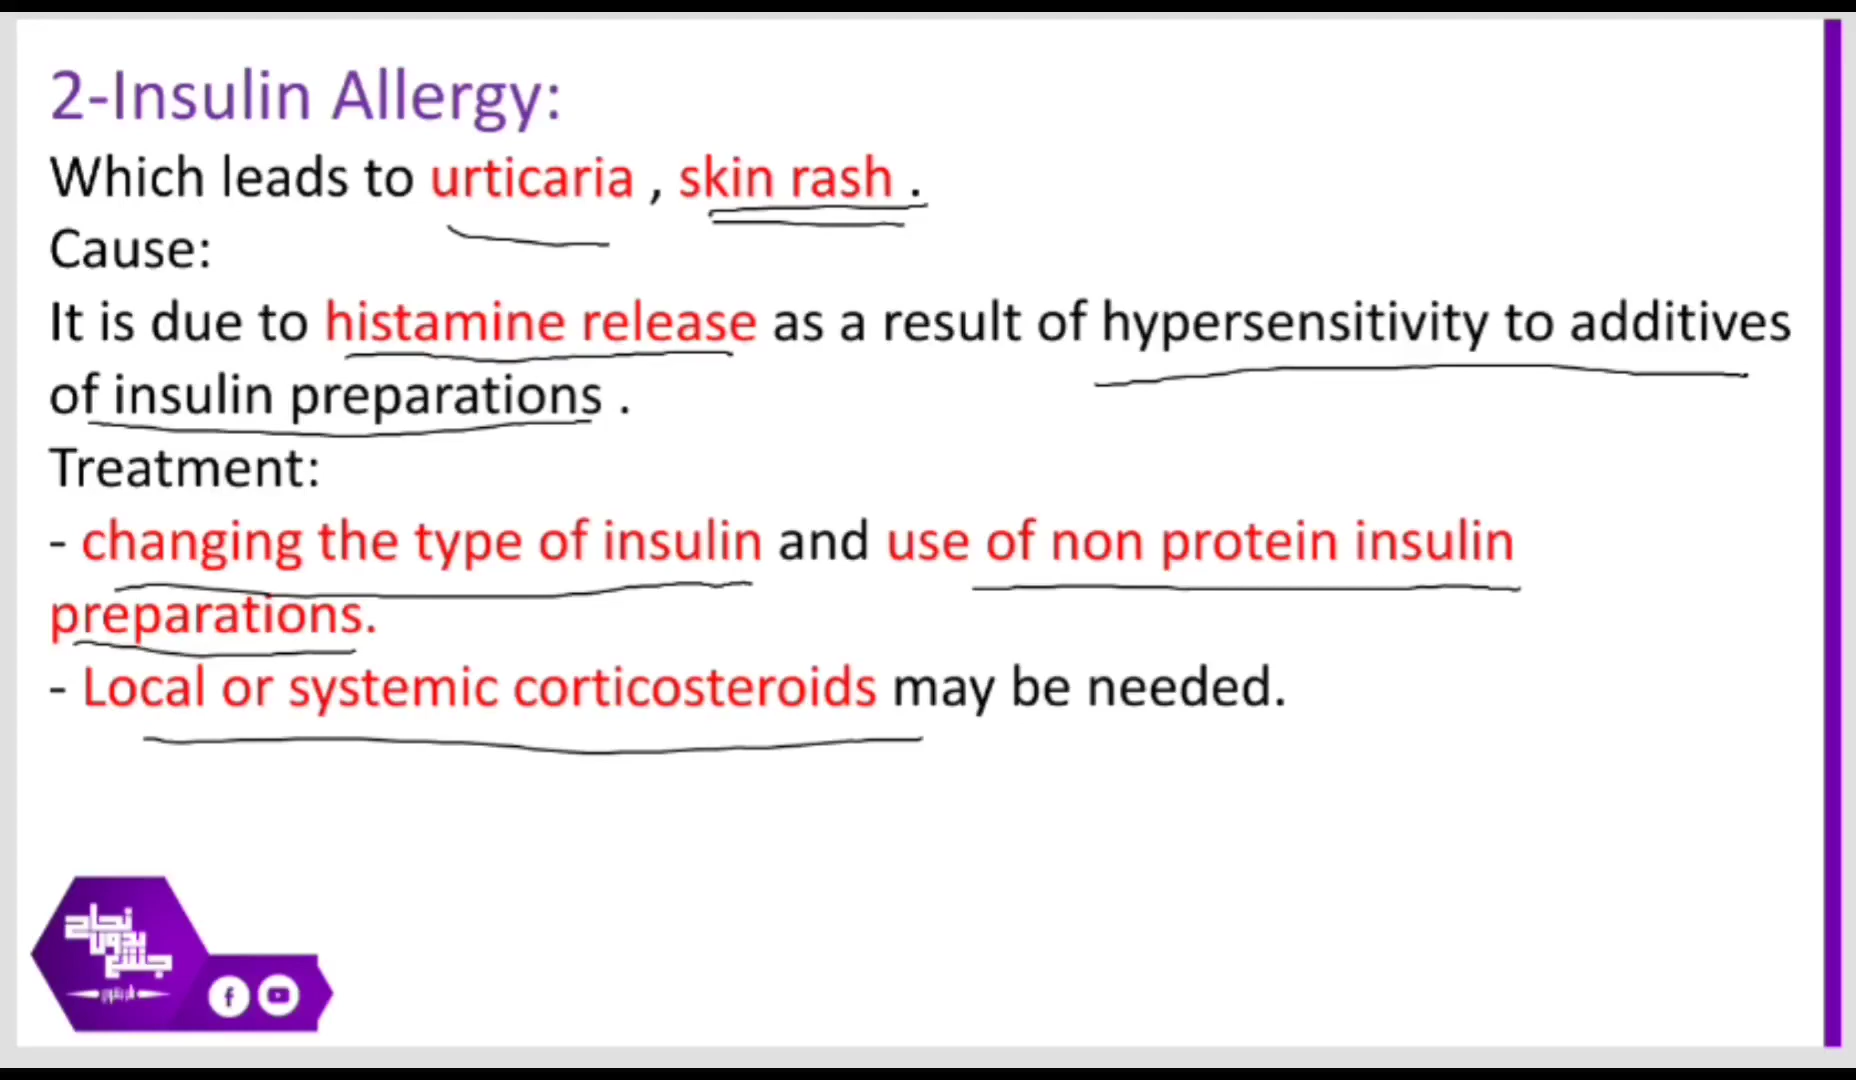 2-Insulin Allergy:
Which leads to urticaria , skin rash .
Cause:
It is due to histamine release as a result of hypersensitivity to additives
of insulin preparations .
Treatment:
- changing the type of insulin and use of non protein insulin
preparations.
- Local or systemic corticosteroids may be needed.
نجاح
بدون